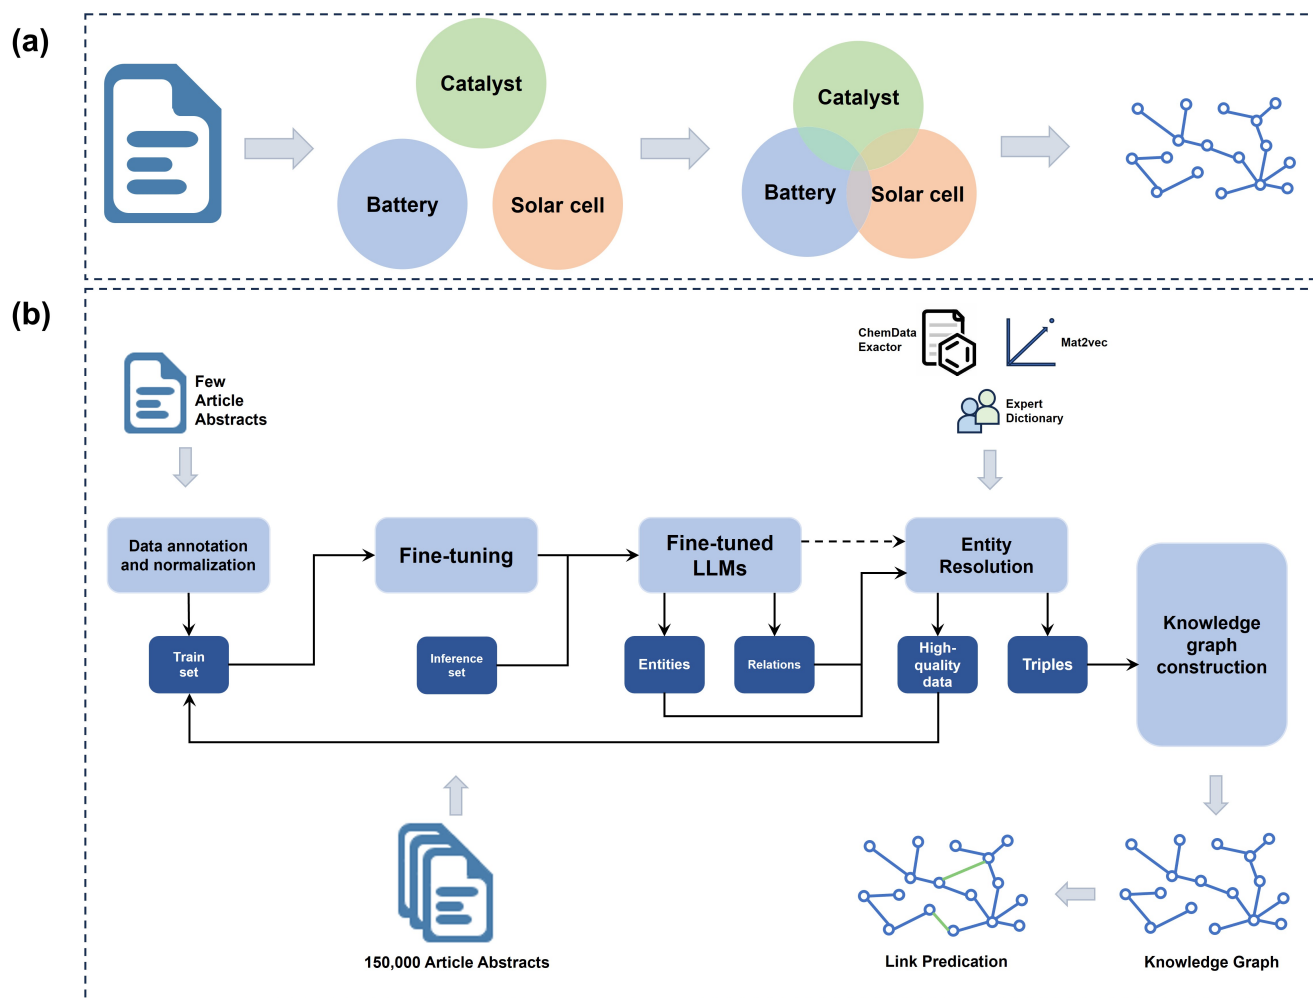 (a)
Catalyst
Battery
Solar cell
Catalyst
Battery
Solar cell
(b)
Few
Article
Abstracts
ChemData
Exactor
Mat2vec
Expert
Dictionary
Data annotation
and normalization
Fine-tuning
Fine-tuned
LLMs
Entity
Resolution
Knowledge
graph
construction
Train
set
Inference
set
Entities
Relations
High-
quality
data
Triples
150,000 Article Abstracts
Link Predication
Knowledge Graph